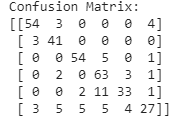 Confusion Matrix:
[[54 3 0 0 0 4]
[ 3 41 0 0 0 0]
[ 0 0 54 5 0 1]
[ 0 2 0 63 3 1]
[ 0 0 2 11 33 1]
[ 3 5 5 5 4 27]]